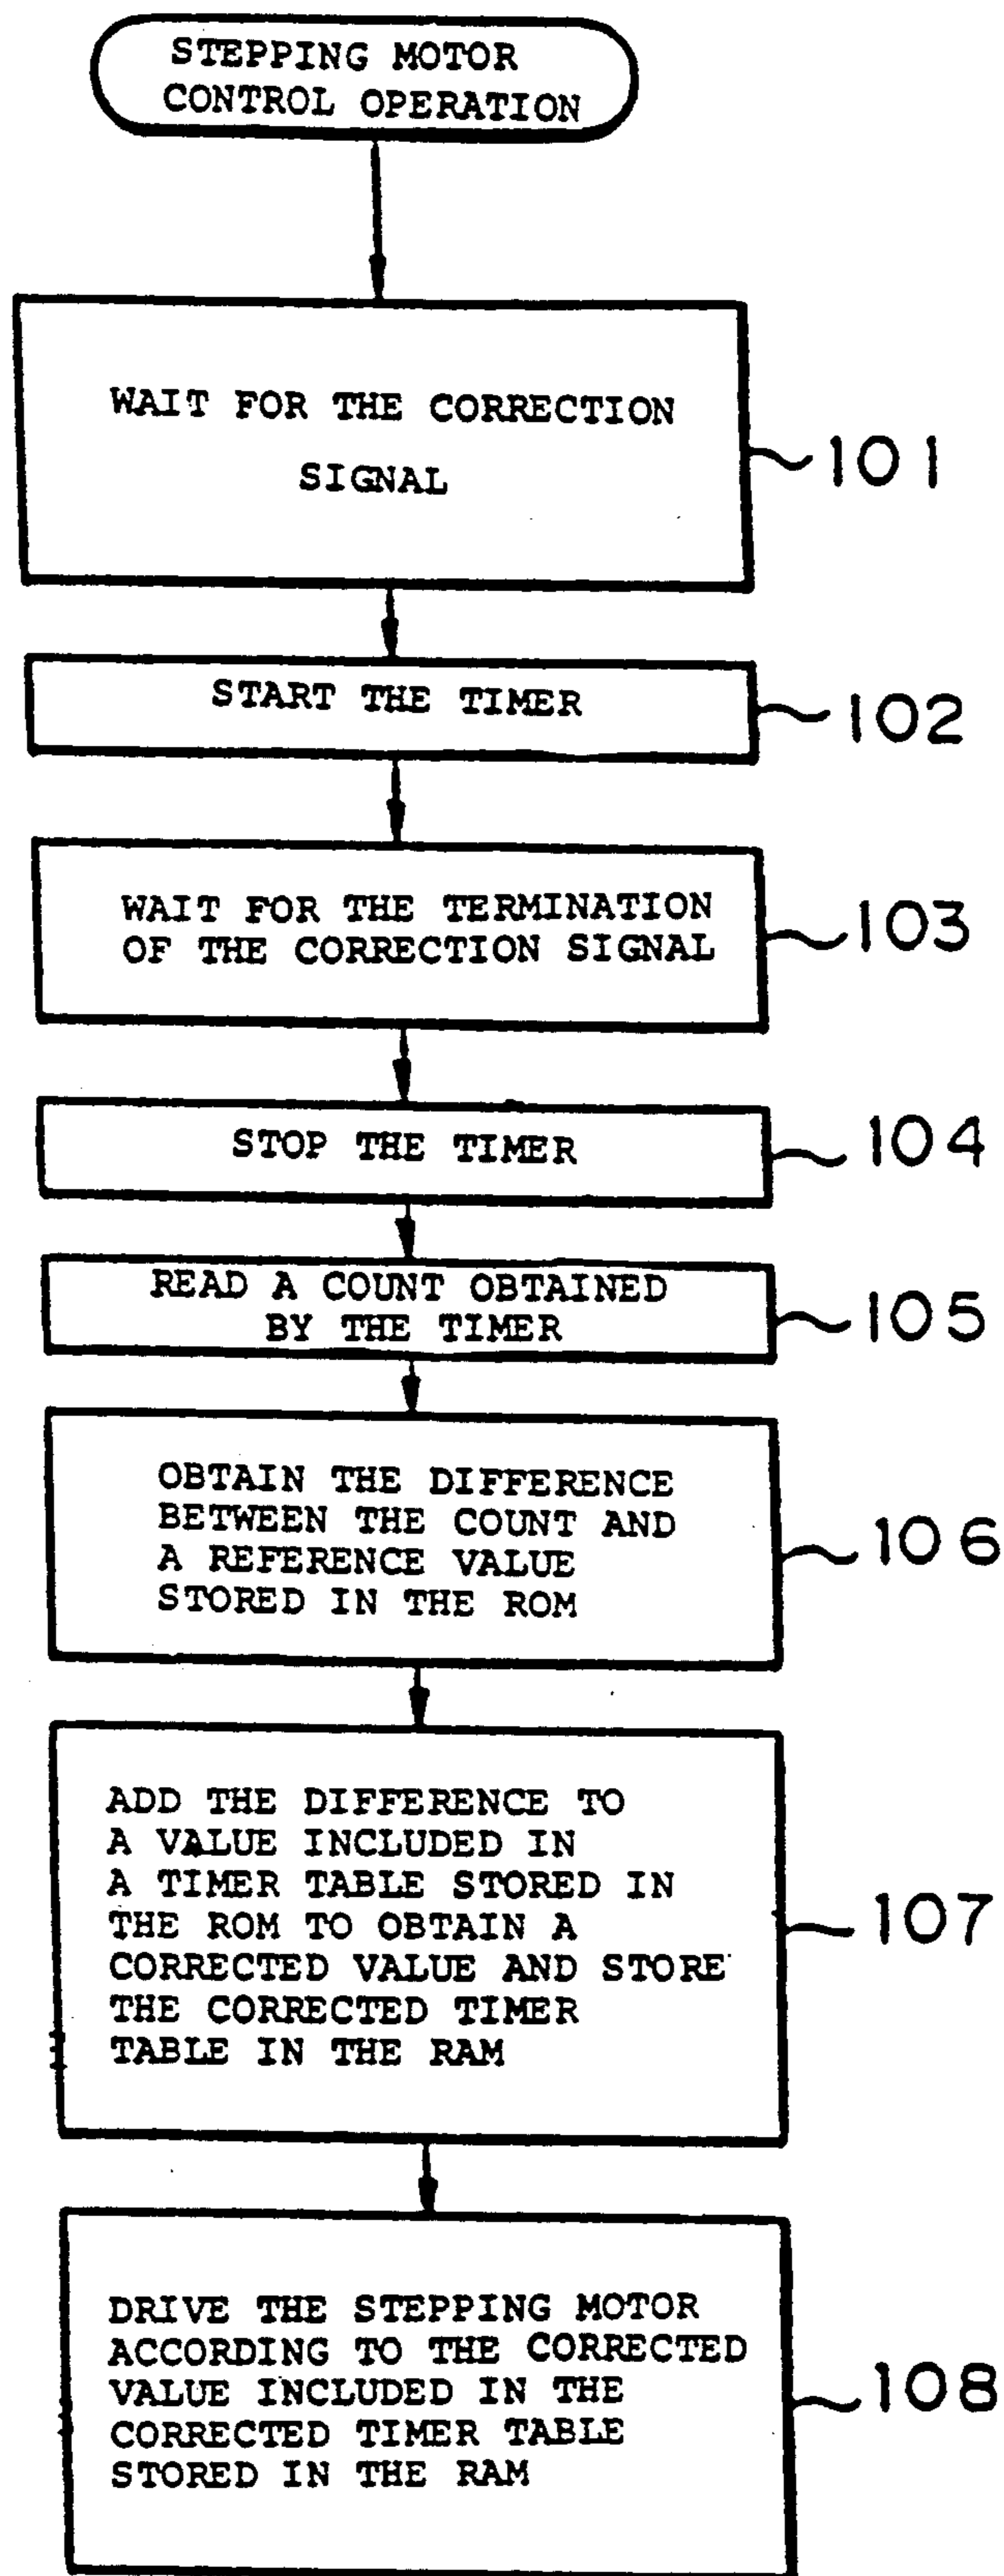 STEPPING MOTOR
CONTROL OPERATION
WAIT FOR THE CORRECTION
SIGNAL
101
START THE TIMER
102
WAIT FOR THE TERMINATION
OF THE CORRECTION SIGNAL
103
STOP THE TIMER
104
READ A COUNT OBTAINED
BY THE TIMER
105
OBTAIN THE DIFFERENCE
BETWEEN THE COUNT AND
A REFERENCE VALUE
STORED IN THE ROM
106
ADD THE DIFFERENCE TO
A VALUE INCLUDED IN
A TIMER TABLE STORED IN
THE ROM TO OBTAIN A
CORRECTED VALUE AND STORE
THE CORRECTED TIMER
TABLE IN THE RAM
107
DRIVE THE STEPPING MOTOR
ACCORDING TO THE CORRECTED
VALUE INCLUDED IN THE
CORRECTED TIMER TABLE
STORED IN THE RAM
108